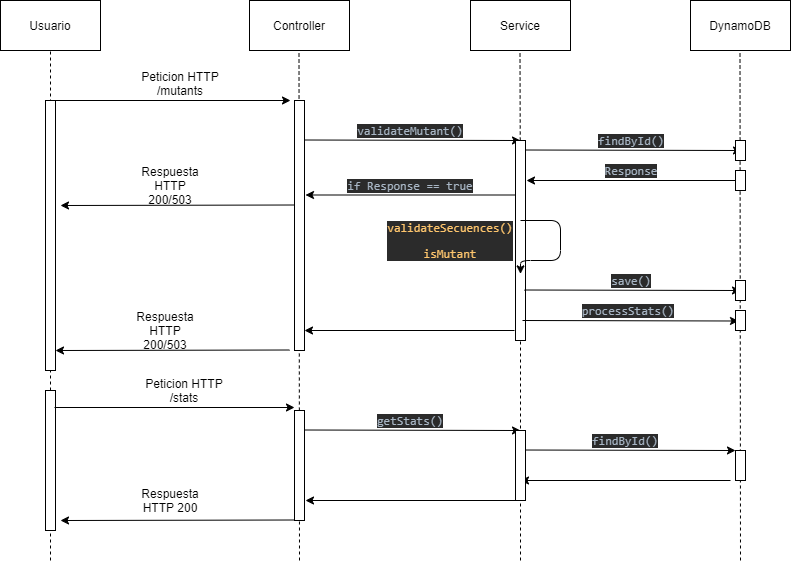 Usuario
Controller
Service
DynamoDB
Peticion HTTP
/mutants
validateMutant()
findById()
Respuesta
HTTP
200/503
Response
if Response == true
validateSecuences()
isMutant
save()
processStats()
Respuesta
HTTP
200/503
Peticion HTTP
/stats
getStats()
findById()
Respuesta
HTTP 200